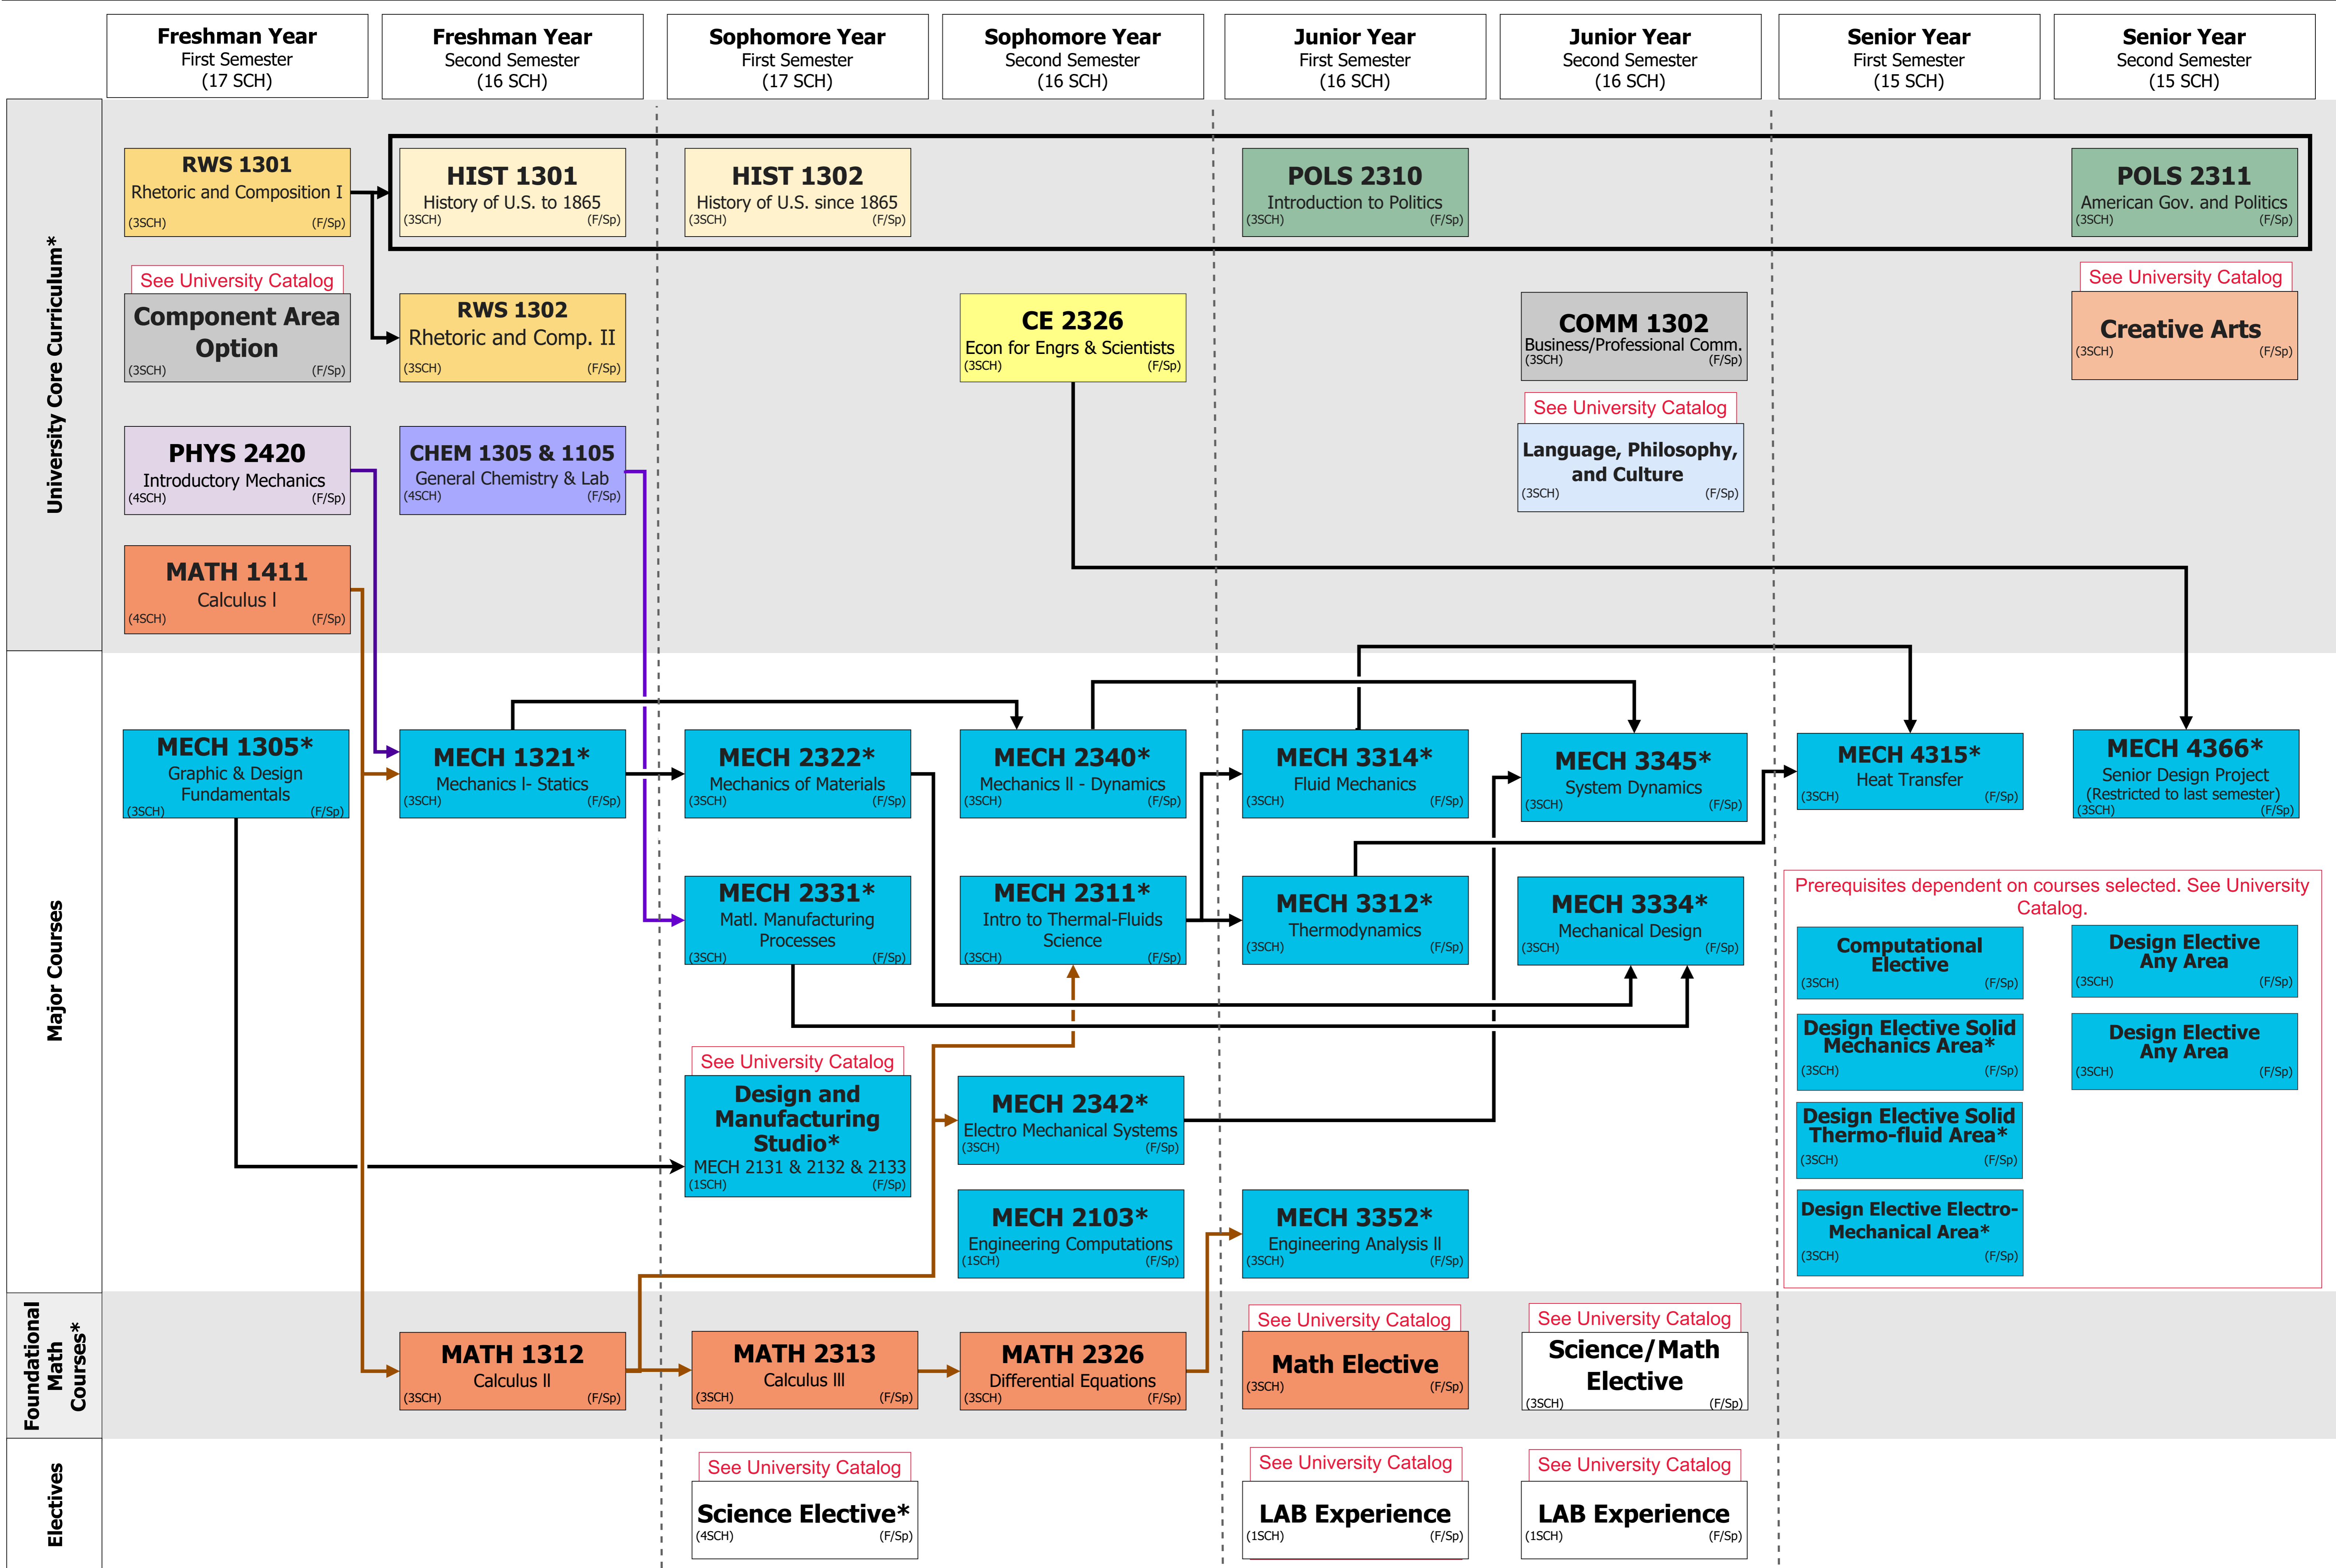 Freshman Year
First Semester
(17 SCH)
Freshman Year
Second Semester
(16 SCH)
Sophomore Year
First Semester
(17 SCH)
Sophomore Year
Second Semester
(16 SCH)
Junior Year
First Semester
(16 SCH)
Junior Year
Second Semester
(16 SCH)
Senior Year
First Semester
(15 SCH)
Senior Year
Second Semester
(15 SCH)
University Core Curriculum*
RWS 1301
Rhetoric and Composition I
(3SCH) (F/Sp)
HIST 1301
History of U.S. to 1865
(3SCH) (F/Sp)
HIST 1302
History of U.S. since 1865
(3SCH) (F/Sp)
POLS 2310
Introduction to Politics
(3SCH) (F/Sp)
POLS 2311
American Gov. and Politics
(3SCH) (F/Sp)
See University Catalog
Component Area
Option
(3SCH) (F/Sp)
RWS 1302
Rhetoric and Comp. II
(3SCH) (F/Sp)
CE 2326
Econ for Engrs & Scientists
(3SCH) (F/Sp)
COMM 1302
Business/Professional Comm.
(3SCH) (F/Sp)
See University Catalog
Creative Arts
(3SCH) (F/Sp)
PHYS 2420
Introductory Mechanics
(4SCH) (F/Sp)
CHEM 1305 & 1105
General Chemistry & Lab
(4SCH) (F/Sp)
See University Catalog
Language, Philosophy,
and Culture
(3SCH) (F/Sp)
MATH 1411
Calculus I
(4SCH) (F/Sp)
Major Courses
MECH 1305*
Graphic & Design
Fundamentals
(3SCH) (F/Sp)
MECH 1321*
Mechanics I- Statics
(3SCH) (F/Sp)
MECH 2322*
Mechanics of Materials
(3SCH) (F/Sp)
MECH 2340*
Mechanics II - Dynamics
(3SCH) (F/Sp)
MECH 3314*
Fluid Mechanics
(3SCH) (F/Sp)
MECH 3345*
System Dynamics
(3SCH) (F/Sp)
MECH 4315*
Heat Transfer
(3SCH) (F/Sp)
MECH 4366*
Senior Design Project
(Restricted to last semester)
(3SCH) (F/Sp)
MECH 2331*
Matl. Manufacturing
Processes
(3SCH) (F/Sp)
MECH 2311*
Intro to Thermal-Fluids
Science
(3SCH) (F/Sp)
MECH 3312*
Thermodynamics
(3SCH) (F/Sp)
MECH 3334*
Mechanical Design
(3SCH) (F/Sp)
Prerequisites dependent on courses selected. See University
Catalog.
Computational
Elective
(3SCH) (F/Sp)
Design Elective
Any Area
(3SCH) (F/Sp)
Design Elective Solid
Mechanics Area*
(3SCH) (F/Sp)
Design Elective
Any Area
(3SCH) (F/Sp)
Design Elective Solid
Thermo-fluid Area*
(3SCH) (F/Sp)
Design Elective Electro-
Mechanical Area*
(3SCH) (F/Sp)
See University Catalog
Design and
Manufacturing
Studio*
MECH 2131 & 2132 & 2133
(1SCH) (F/Sp)
MECH 2342*
Electro Mechanical Systems
(3SCH) (F/Sp)
MECH 2103*
Engineering Computations
(1SCH) (F/Sp)
MECH 3352*
Engineering Analysis II
(3SCH) (F/Sp)
Foundational
Math
Courses*
MATH 1312
Calculus II
(3SCH) (F/Sp)
MATH 2313
Calculus III
(3SCH) (F/Sp)
MATH 2326
Differential Equations
(3SCH) (F/Sp)
See University Catalog
Math Elective
(3SCH) (F/Sp)
See University Catalog
Science/Math
Elective
(3SCH) (F/Sp)
Electives
See University Catalog
Science Elective*
(4SCH) (F/Sp)
See University Catalog
LAB Experience
(1SCH) (F/Sp)
See University Catalog
LAB Experience
(1SCH) (F/Sp)